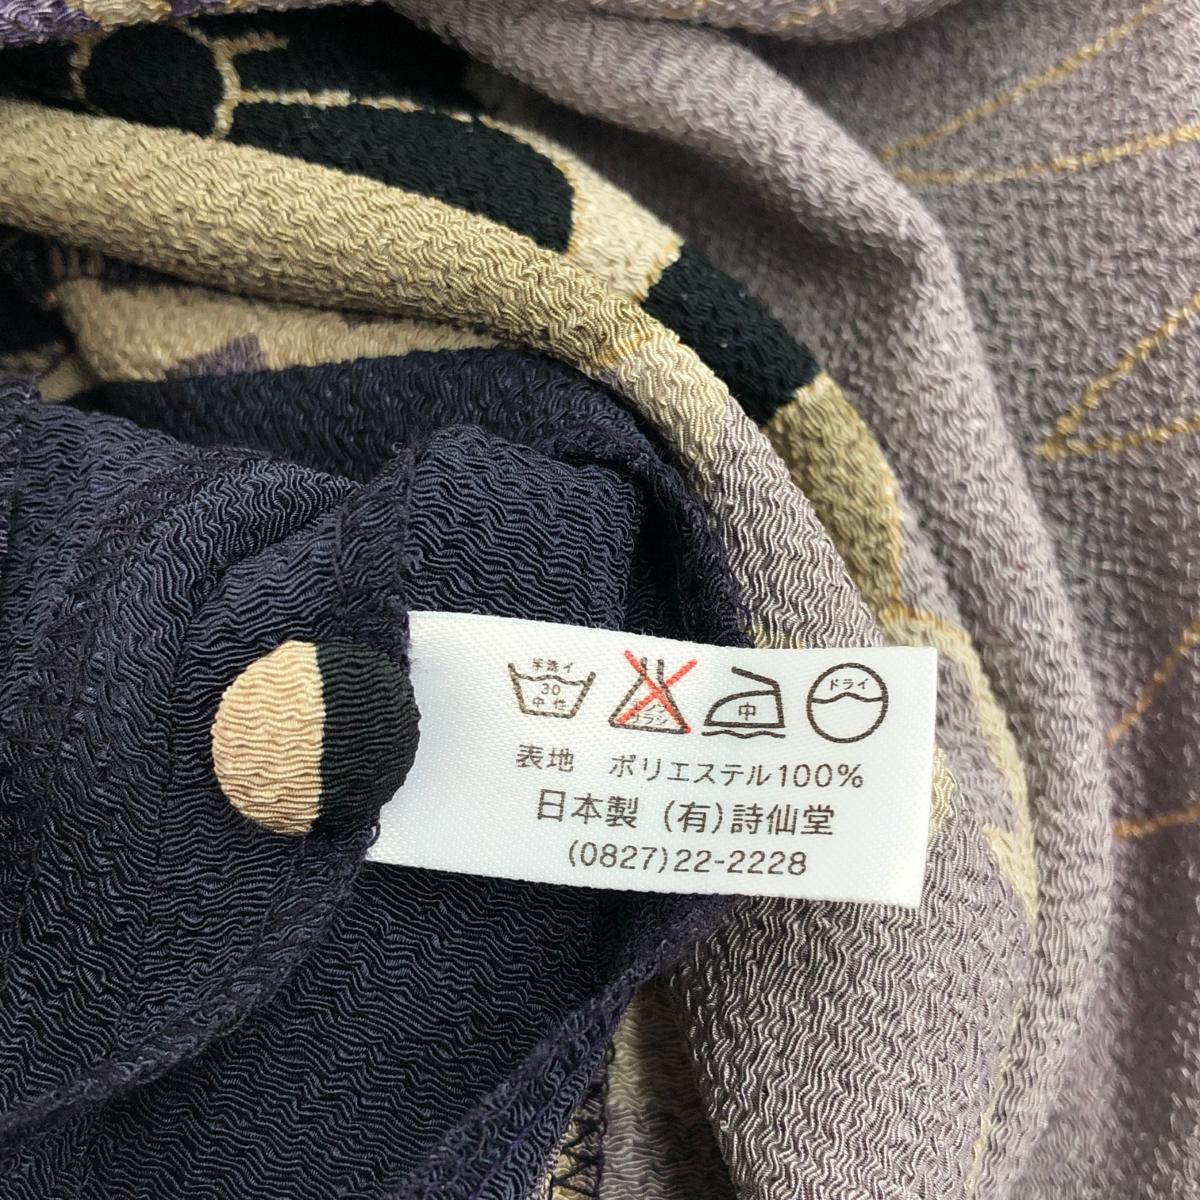 手洗イ 30 中性 エンソサラシ 中 ドライ
表地 ポリエステル100%
日本製 (有)詩仙堂
(0827)22-2228